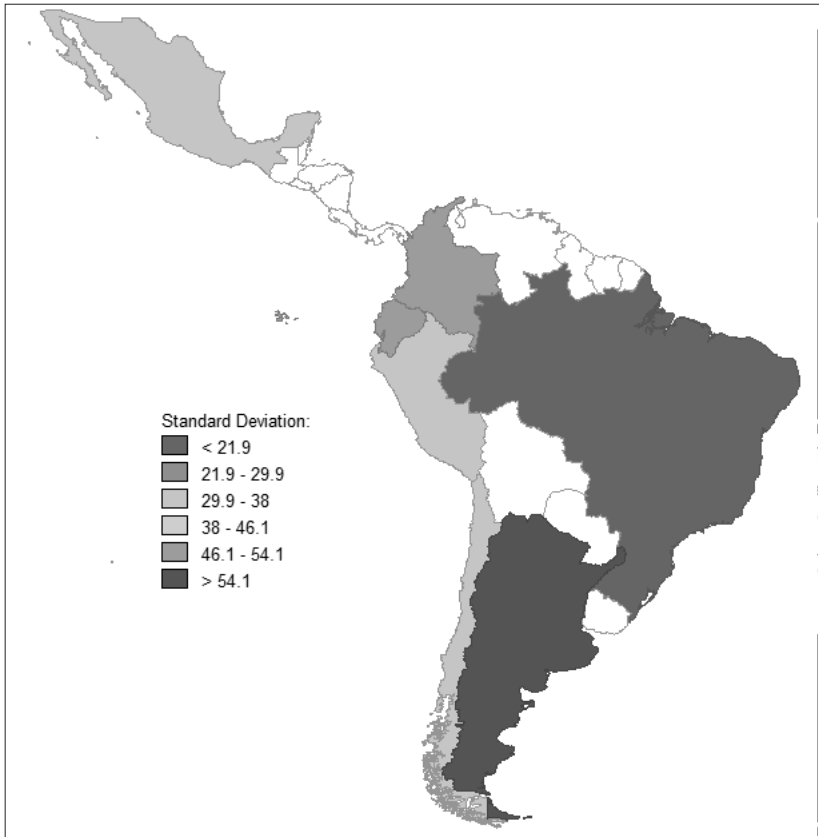 Standard Deviation:
< 21.9
21.9 - 29.9
29.9 - 38
38 - 46.1
46.1 - 54.1
> 54.1